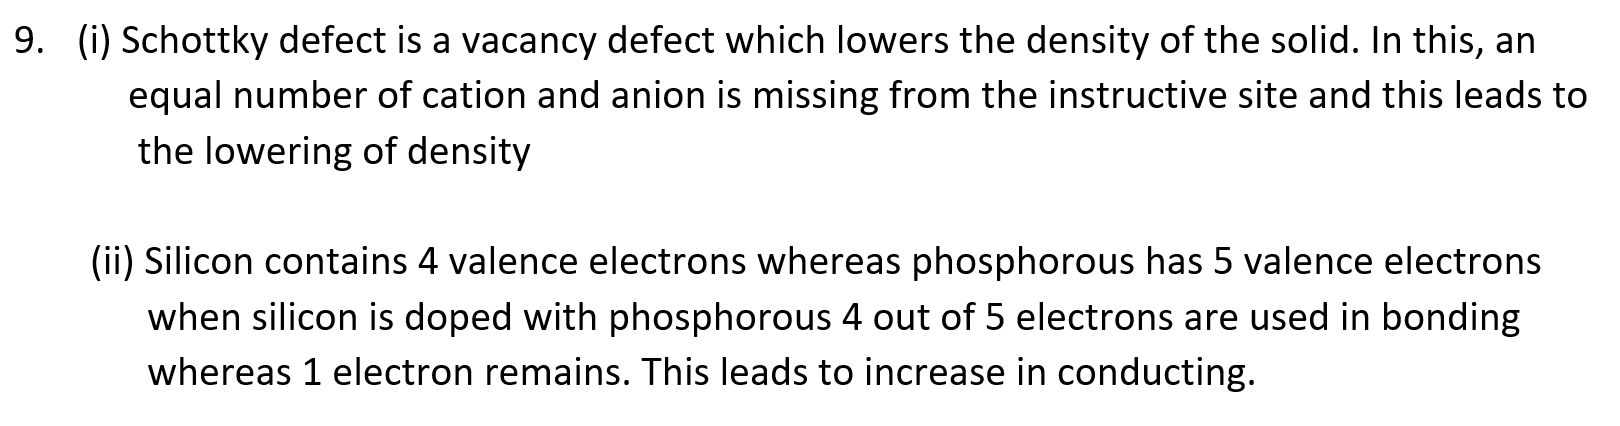 9. (i) Schottky defect is a vacancy defect which lowers the density of the solid. In this, an
equal number of cation and anion is missing from the instructive site and this leads to
the lowering of density
(ii) Silicon contains 4 valence electrons whereas phosphorous has 5 valence electrons
when silicon is doped with phosphorous 4 out of 5 electrons are used in bonding
whereas 1 electron remains. This leads to increase in conducting.